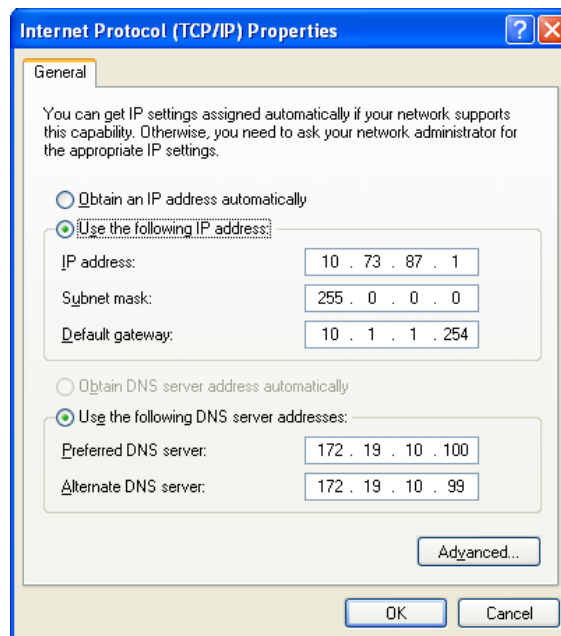 Internet Protocol (TCP/IP) Properties
General
You can get IP settings assigned automatically if your network supports
this capability. Otherwise, you need to ask your network administrator for
the appropriate IP settings.
Obtain an IP address automatically
Use the following IP address:
IP address: 10 . 73 . 87 . 1
Subnet mask: 255 . 0 . 0 . 0
Default gateway: 10 . 1 . 1 . 254
Obtain DNS server address automatically
Use the following DNS server addresses:
Preferred DNS server: 172 . 19 . 10 . 100
Alternate DNS server: 172 . 19 . 10 . 99
Advanced...
OK Cancel